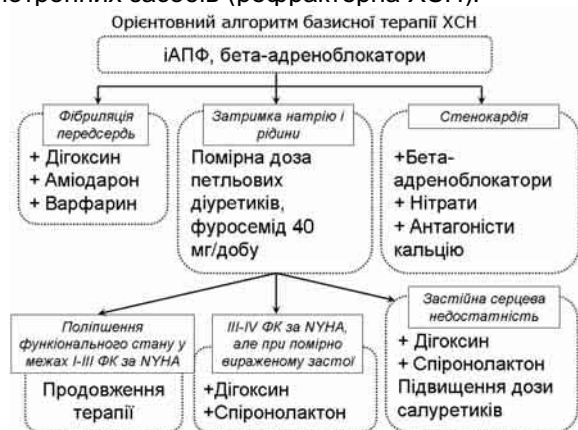 засобів (рефрактерна ХСН).
Орієнтовний алгоритм базисної терапії ХСН
іАПФ, бета-адреноблокатори
Фібриляція
передсердь
+ Дігоксин
+ Аміодарон
+ Варфарин
Затримка натрію і
рідини
Помірна доза
петльових
діуретиків,
фуросемід 40
мг/добу
Стенокардія
+Бета-
адреноблокатори
+ Нітрати
+ Антагоністи
кальцію
Поліпшення
функціонального стану у
межах I-III ФК за NYHA
Продовження
терапії
III-IV ФК за NYHA,
але при помірно
вираженому застої
+Дігоксин
+Спіронолактон
Застійна серцева
недостатність
+ Дігоксин
+ Спіронолактон
Підвищення дози
салуретиків